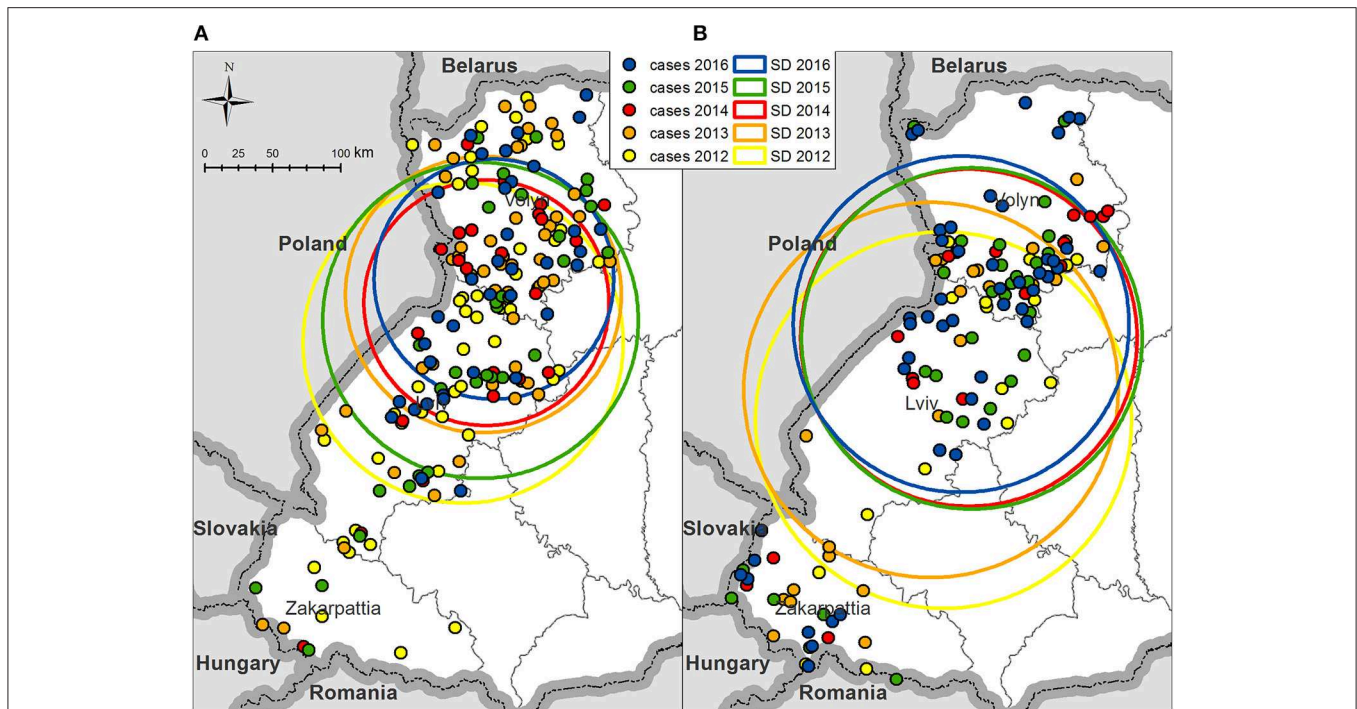 A
B
N
0 25 50 100 km
Belarus
Poland
Volyn
Lviv
Slovakia
Zakarpattia
Hungary
Romania
cases 2016 SD 2016
cases 2015 SD 2015
cases 2014 SD 2014
cases 2013 SD 2013
cases 2012 SD 2012
Belarus
Poland
Volyn
Lviv
Slovakia
Zakarpattia
Hungary
Romania